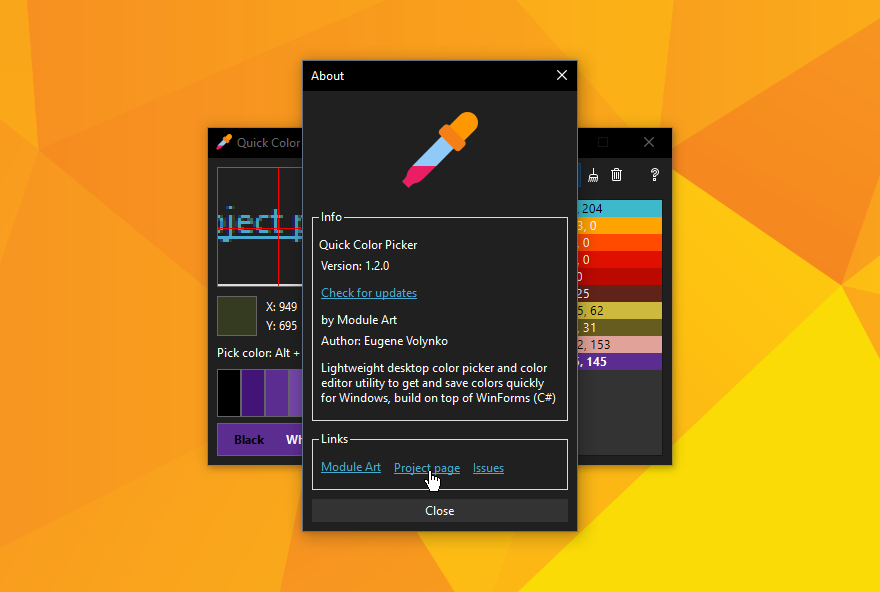 About
Quick Color
Info
Quick Color Picker
Version: 1.2.0
Check for updates
by Module Art
Author: Eugene Volynko
Lightweight desktop color picker and color
editor utility to get and save colors quickly
for Windows, build on top of WinForms (C#)
Links
Module Art Project page Issues
Close
X: 949
Y: 695
Pick color: Alt +
Black
?
, 204
3, 0
, 0
, 0
0
25
5, 62
, 31
2, 153
, 145